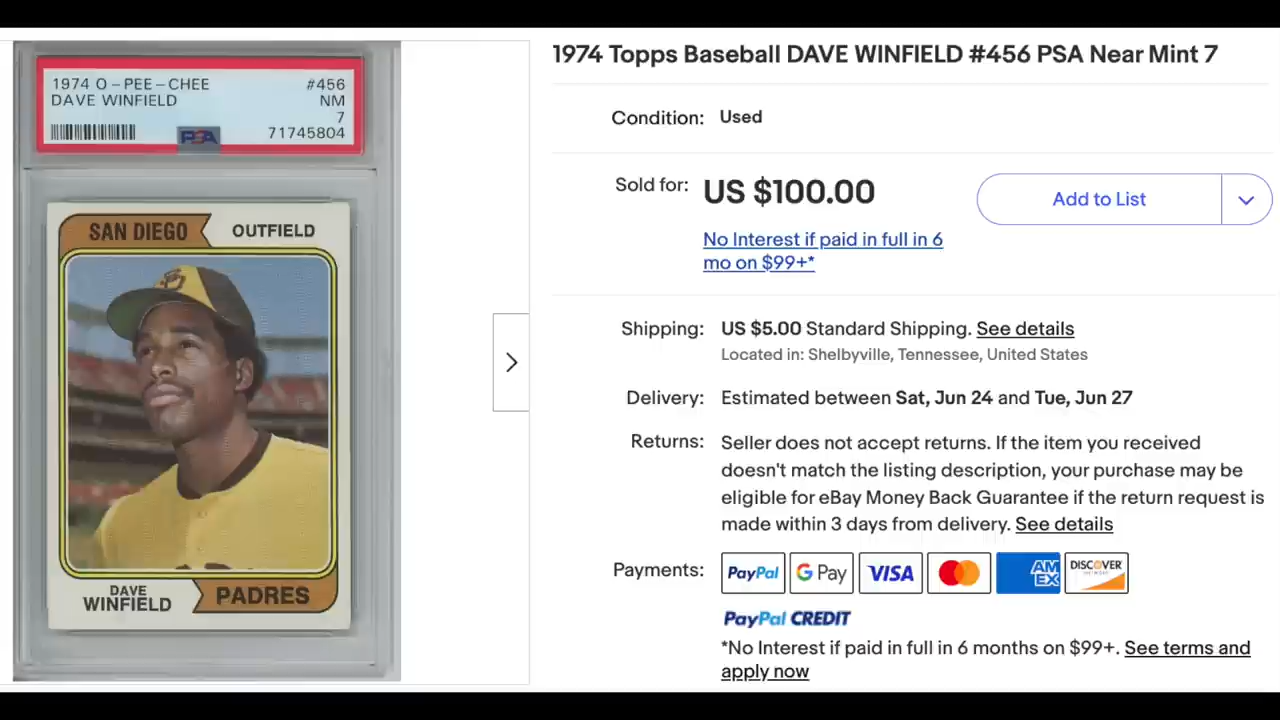 1974 O-PEE-CHEE #456
DAVE WINFIELD NM
7
PSA 71745804
SAN DIEGO OUTFIELD
DAVE
WINFIELD PADRES
1974 Topps Baseball DAVE WINFIELD #456 PSA Near Mint 7
Condition: Used
Sold for: US $100.00
Add to List
No Interest if paid in full in 6
mo on $99+*
Shipping: US $5.00 Standard Shipping. See details
Located in: Shelbyville, Tennessee, United States
Delivery: Estimated between Sat, Jun 24 and Tue, Jun 27
Returns: Seller does not accept returns. If the item you received
doesn't match the listing description, your purchase may be
eligible for eBay Money Back Guarantee if the return request is
made within 3 days from delivery. See details
Payments: PayPal G Pay VISA AM EX DISCOVER
PayPal CREDIT
*No Interest if paid in full in 6 months on $99+. See terms and
apply now